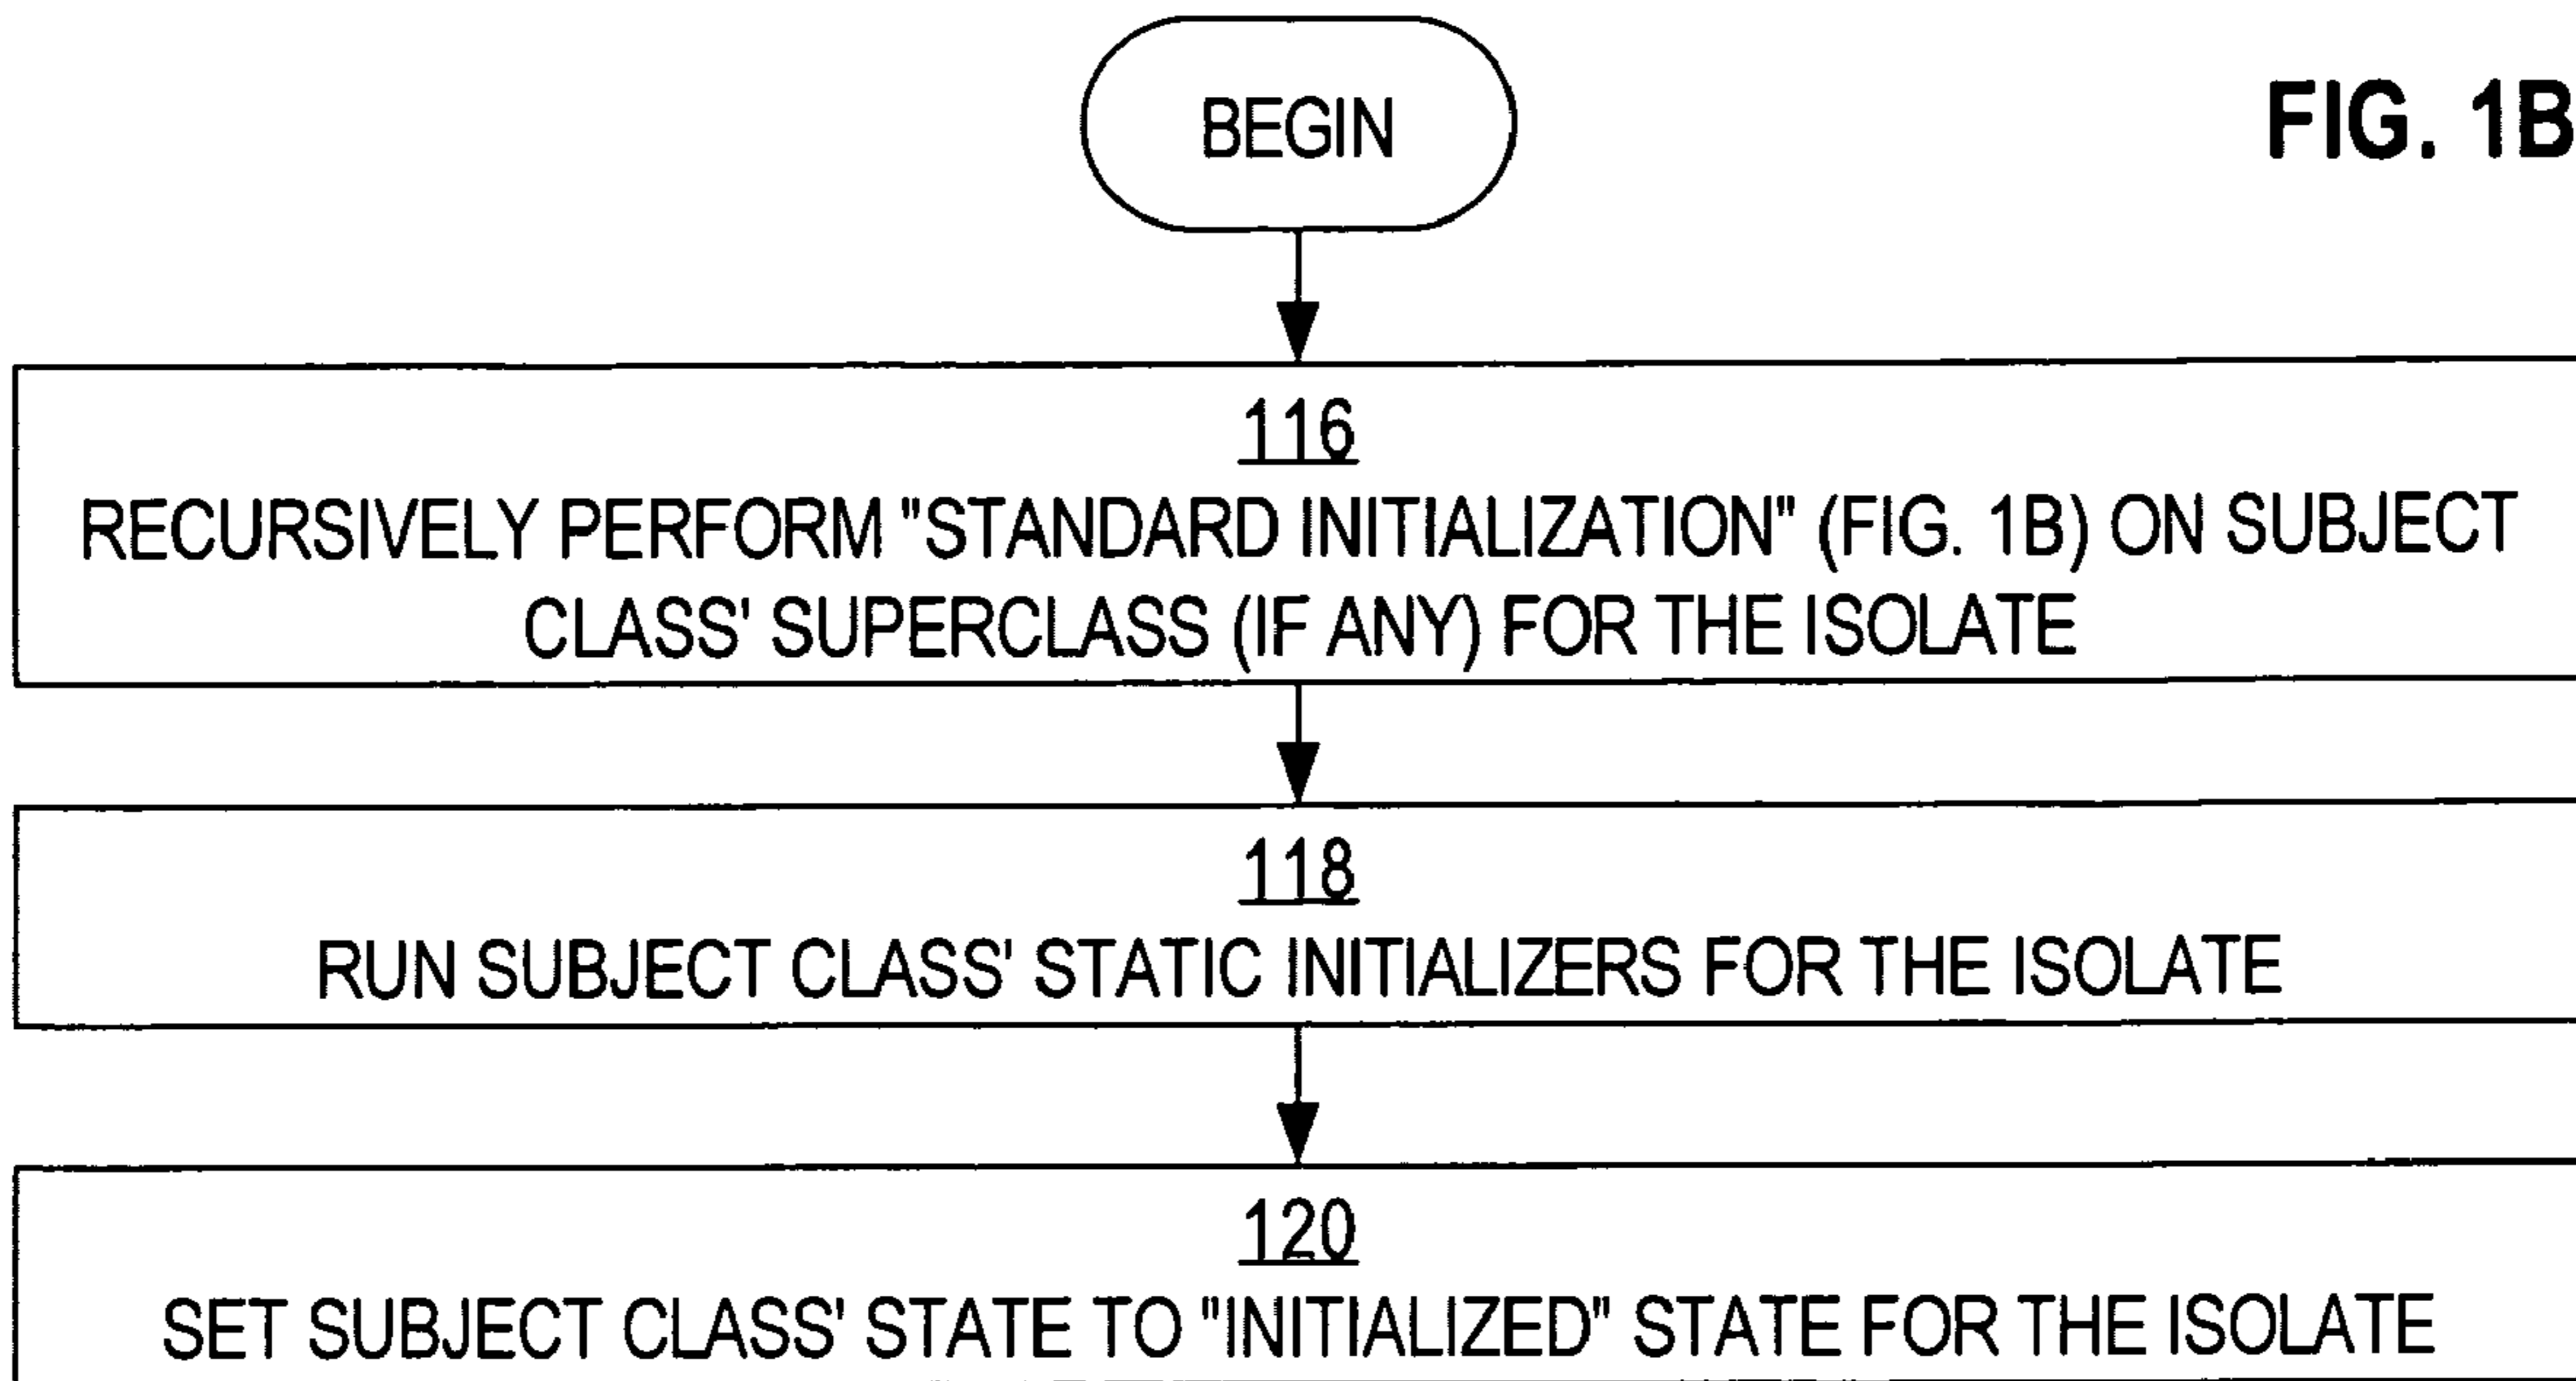 BEGIN
FIG. 1B
116
RECURSIVELY PERFORM "STANDARD INITIALIZATION" (FIG. 1B) ON SUBJECT
CLASS' SUPERCLASS (IF ANY) FOR THE ISOLATE
118
RUN SUBJECT CLASS' STATIC INITIALIZERS FOR THE ISOLATE
120
SET SUBJECT CLASS' STATE TO "INITIALIZED" STATE FOR THE ISOLATE